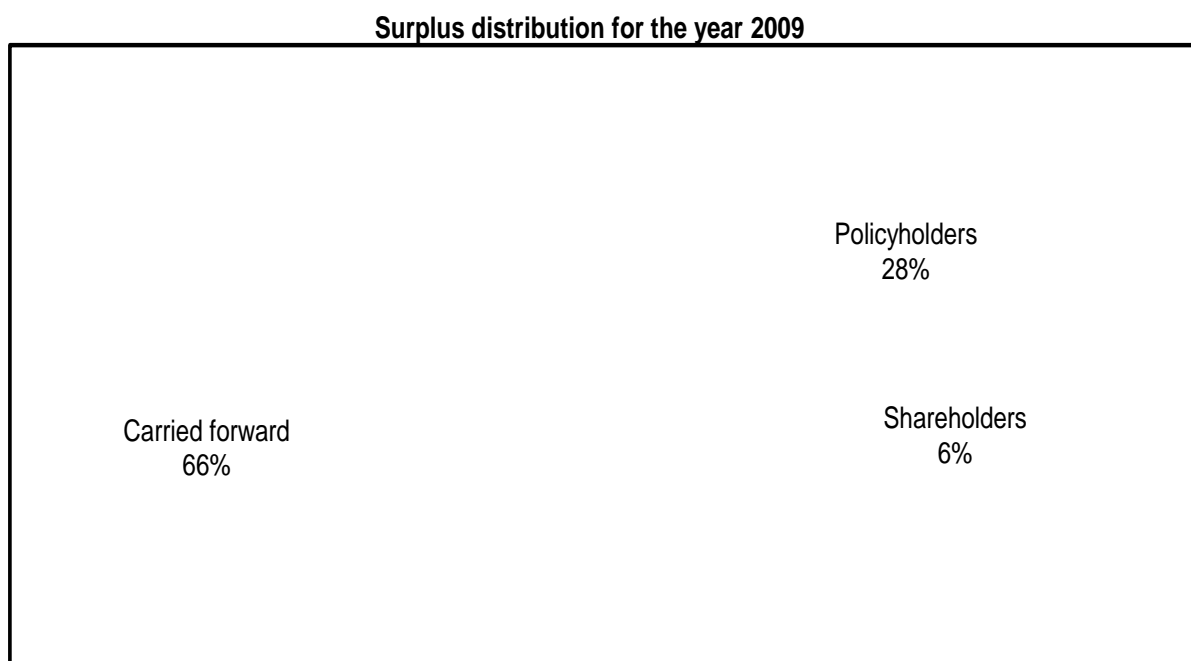 Surplus distribution for the year 2009
Policyholders
28%
Shareholders
6%
Carried forward
66%